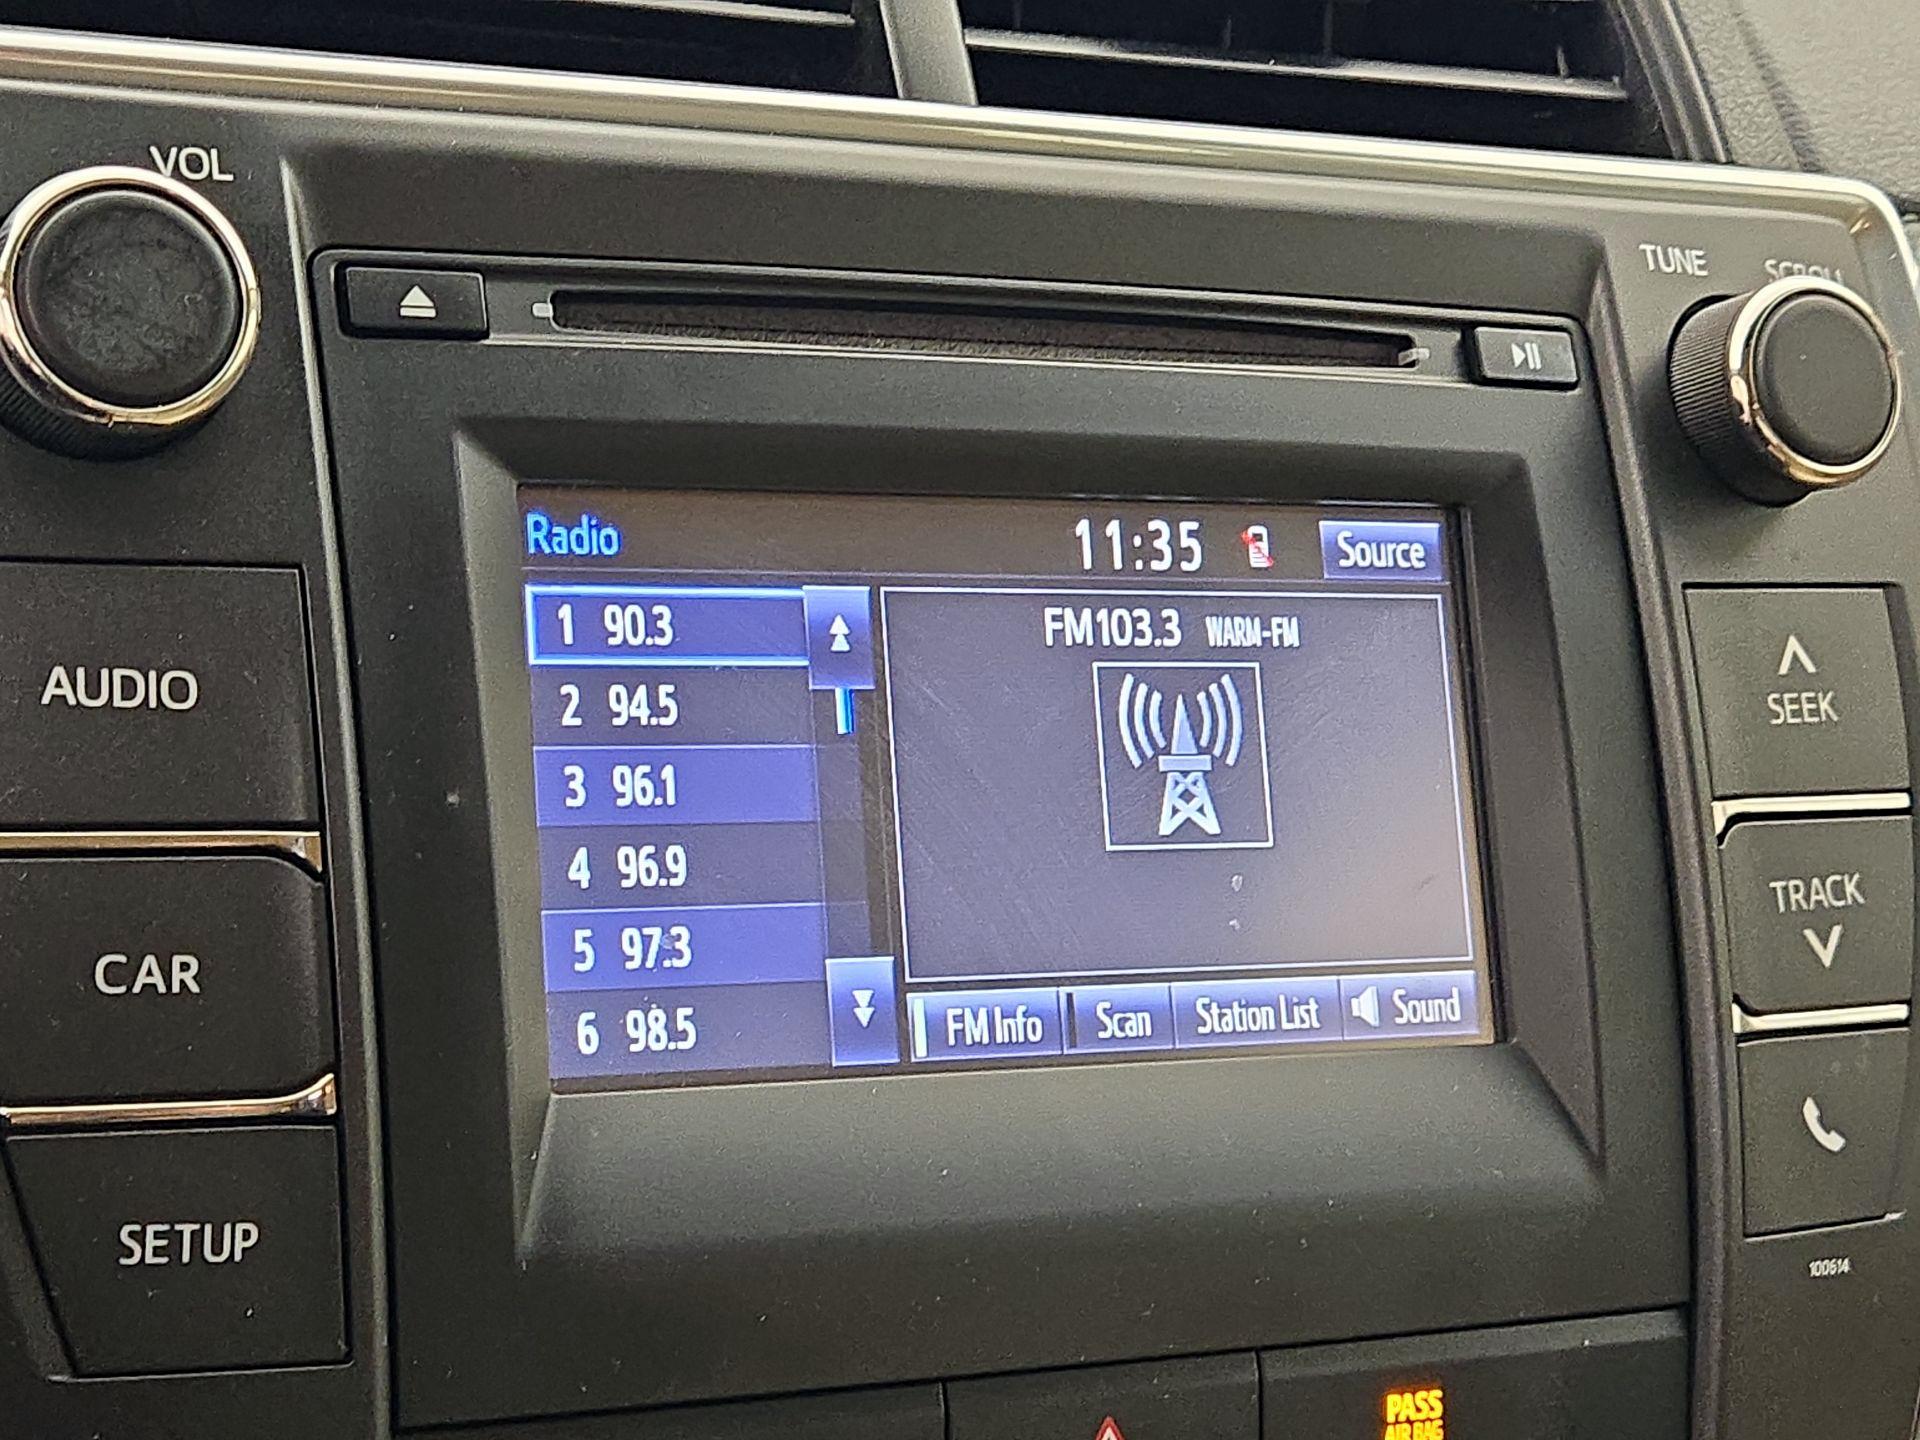 VOL
TUNE SCROLL
Radio 11:35 Source
1 90.3
2 94.5
3 96.1
4 96.9
5 97.3
6 98.5
FM103.3 WARM-FM
FM Info Scan Station List Sound
AUDIO
CAR
SETUP
SEEK
TRACK
100614
PASS
AIR BAG